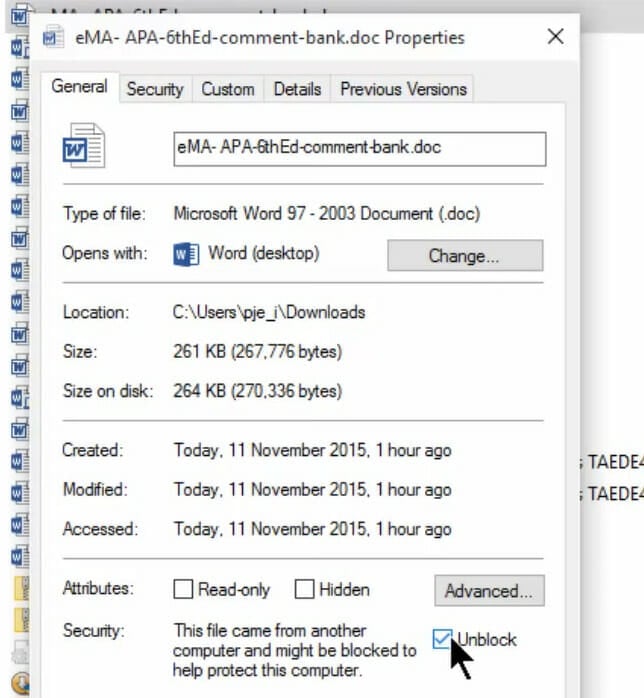 eMA- APA-6thEd-comment-bank.doc Properties
General Security Custom Details Previous Versions
eMA- APA-6thEd-comment-bank.doc
Type of file: Microsoft Word 97 - 2003 Document (.doc)
Opens with: Word (desktop) Change...
Location: C:\Users\pje_i\Downloads
Size: 261 KB (267,776 bytes)
Size on disk: 264 KB (270,336 bytes)
Created: Today, 11 November 2015, 1 hour ago
; TAEDE4
Modified: Today, 11 November 2015, 1 hour ago
; TAEDE4
Accessed: Today, 11 November 2015, 1 hour ago
Attributes: Read-only Hidden Advanced...
Security: This file came from another
computer and might be blocked to
help protect this computer.
Unblock